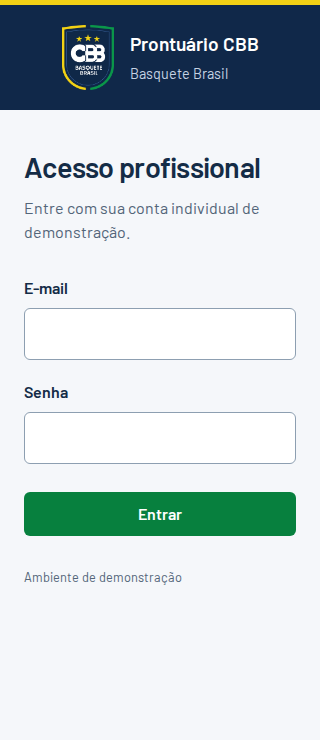 CBB
BASQUETE
BRASIL
Prontuário CBB
Basquete Brasil
Acesso profissional
Entre com sua conta individual de
demonstração.
E-mail
Senha
Entrar
Ambiente de demonstração